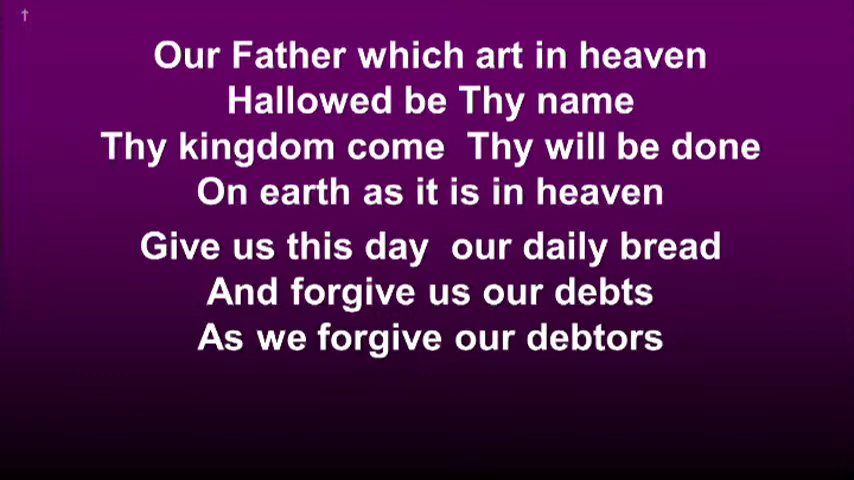 Our Father which art in heaven
Hallowed be Thy name
Thy kingdom come  Thy will be done
On earth as it is in heaven
Give us this day  our daily bread
And forgive us our debts
As we forgive our debtors